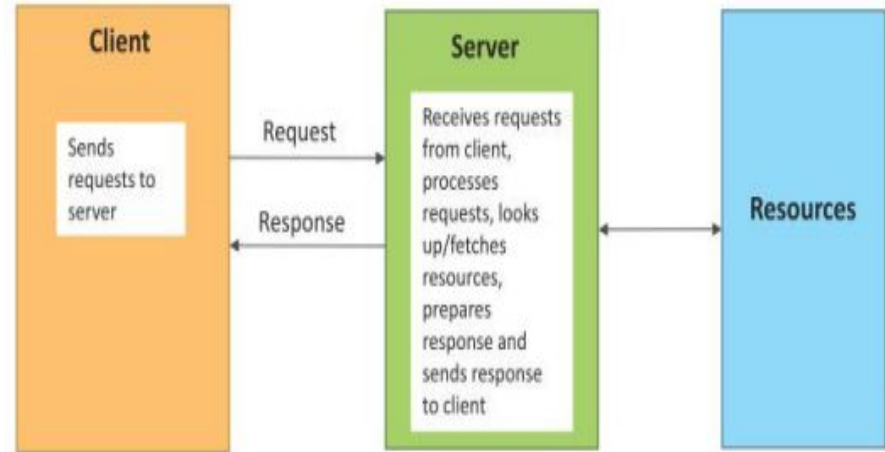 Client
Sends
requests to
server
Request
Response
Server
Receives requests
from client,
processes
requests, looks
up/fetches
resources,
prepares
response and
sends response
to client
Resources